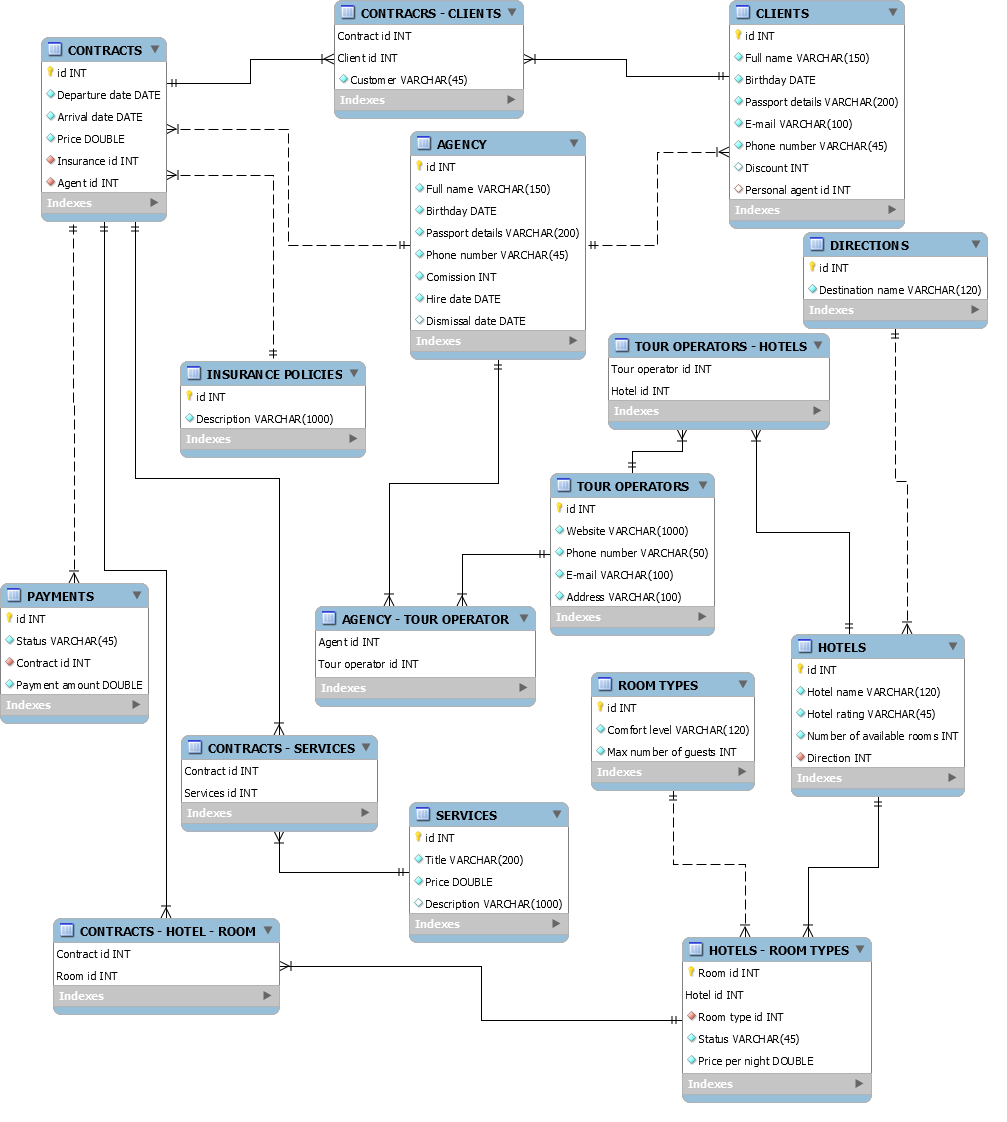 CONTRACTS
id INT
Departure date DATE
Arrival date DATE
Price DOUBLE
Insurance id INT
Agent id INT
Indexes
CONTRACRS - CLIENTS
Contract id INT
Client id INT
Customer VARCHAR(45)
Indexes
CLIENTS
id INT
Full name VARCHAR(150)
Birthday DATE
Passport details VARCHAR(200)
E-mail VARCHAR(100)
Phone number VARCHAR(45)
Discount INT
Personal agent id INT
Indexes
AGENCY
id INT
Full name VARCHAR(150)
Birthday DATE
Passport details VARCHAR(200)
Phone number VARCHAR(45)
Comission INT
Hire date DATE
Dismissal date DATE
Indexes
DIRECTIONS
id INT
Destination name VARCHAR(120)
Indexes
INSURANCE POLICIES
id INT
Description VARCHAR(1000)
Indexes
TOUR OPERATORS - HOTELS
Tour operator id INT
Hotel id INT
Indexes
TOUR OPERATORS
id INT
Website VARCHAR(1000)
Phone number VARCHAR(50)
E-mail VARCHAR(100)
Address VARCHAR(100)
Indexes
PAYMENTS
id INT
Status VARCHAR(45)
Contract id INT
Payment amount DOUBLE
Indexes
AGENCY - TOUR OPERATOR
Agent id INT
Tour operator id INT
Indexes
HOTELS
id INT
Hotel name VARCHAR(120)
Hotel rating VARCHAR(45)
Number of available rooms INT
Direction INT
Indexes
ROOM TYPES
id INT
Comfort level VARCHAR(120)
Max number of guests INT
Indexes
CONTRACTS - SERVICES
Contract id INT
Services id INT
Indexes
SERVICES
id INT
Title VARCHAR(200)
Price DOUBLE
Description VARCHAR(1000)
Indexes
CONTRACTS - HOTEL - ROOM
Contract id INT
Room id INT
Indexes
HOTELS - ROOM TYPES
Room id INT
Hotel id INT
Room type id INT
Status VARCHAR(45)
Price per night DOUBLE
Indexes